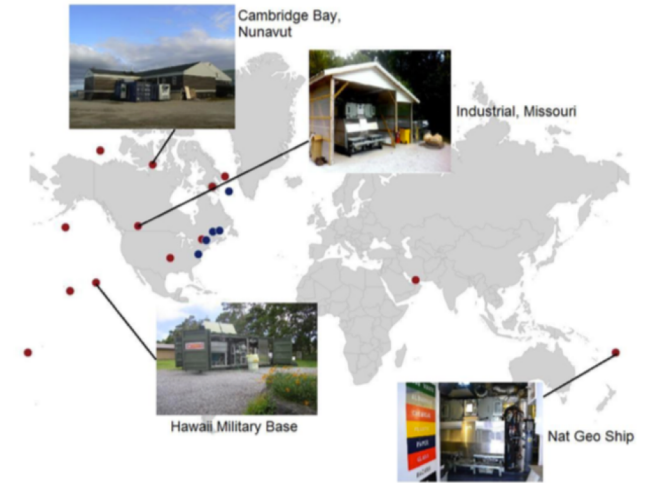 Cambridge Bay,
Nunavut
Industrial, Missouri
Hawaii Military Base
Nat Geo Ship